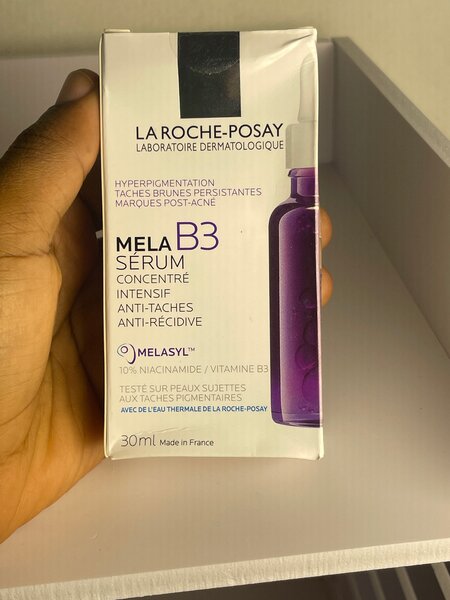 LA ROCHE-POSAY
LABORATOIRE DERMATOLOGIQUE
HYPERPIGMENTATION
TACHES BRUNES PERSISTANTES
MARQUES POST-ACNÉ
MELA B3
SÉRUM
CONCENTRÉ
INTENSIF
ANTI-TACHES
ANTI-RÉCIDIVE
MELASYL™
10% NIACINAMIDE / VITAMINE B3
TESTÉ SUR PEAUX SUJETTES
AUX TACHES PIGMENTAIRES
AVEC DE L'EAU THERMALE DE LA ROCHE-POSAY
30ml Made in France